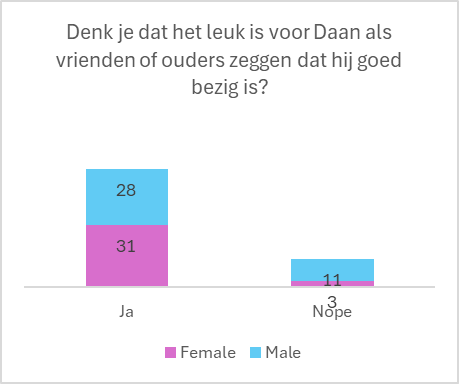 Denk je dat het leuk is voor Daan als
vrienden of ouders zeggen dat hij goed
bezig is?
28
31
11
3
Ja
Nope
Female
Male